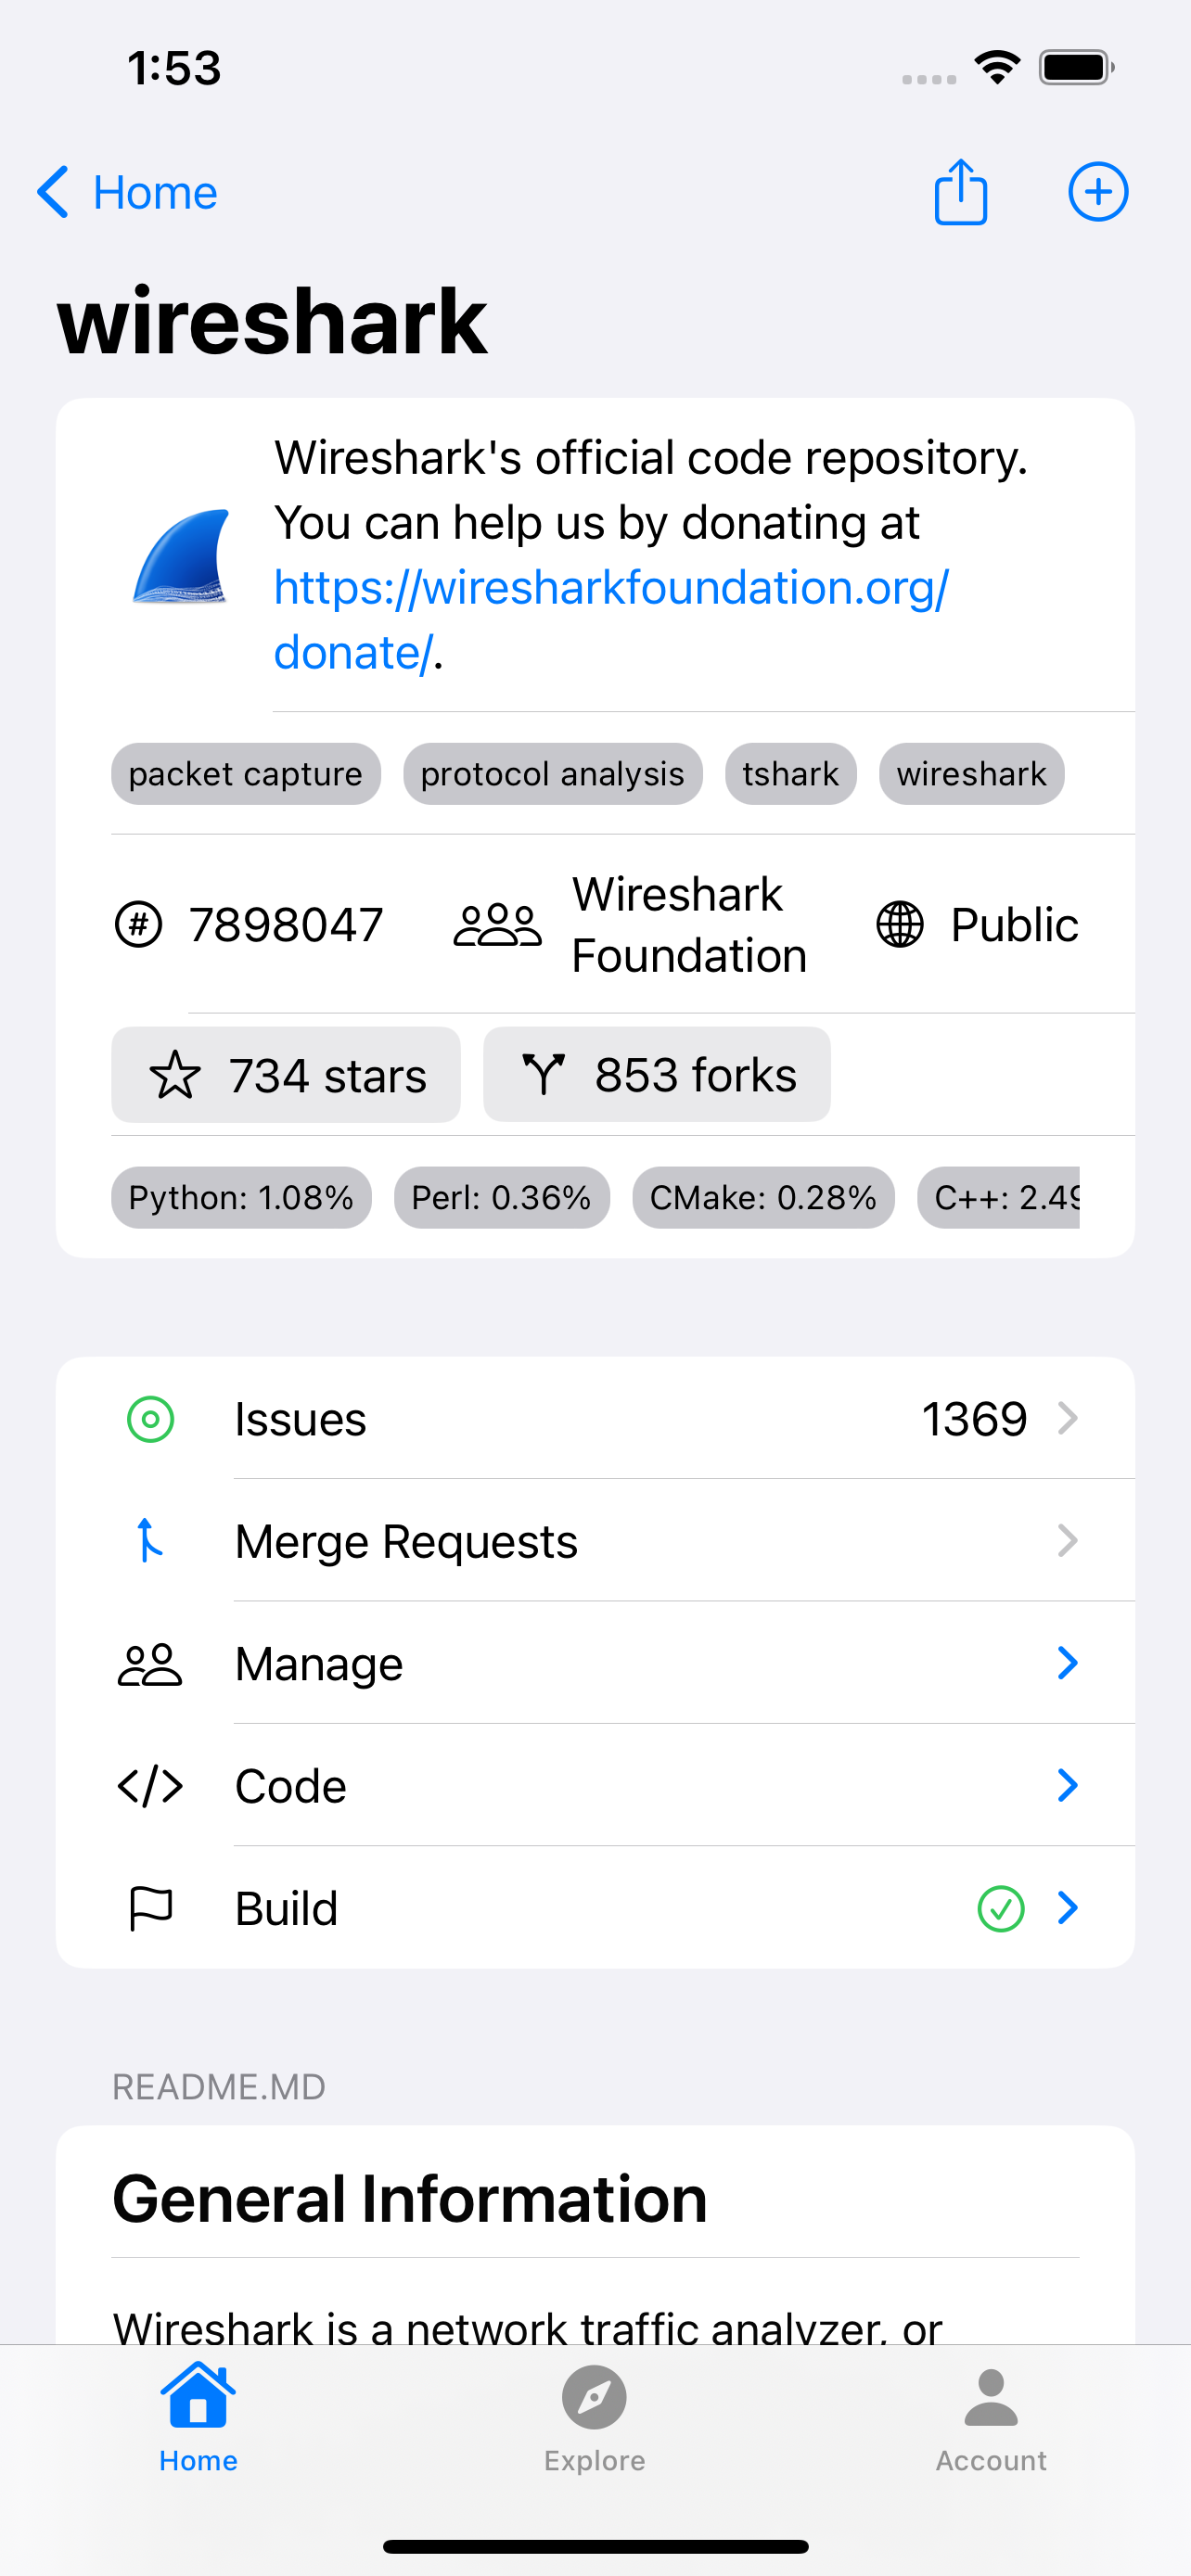 1:53
Home
wireshark
Wireshark's official code repository.
You can help us by donating at
https://wiresharkfoundation.org/
donate/.
packet capture protocol analysis tshark wireshark
# 7898047 Wireshark Foundation Public
734 stars 853 forks
Python: 1.08% Perl: 0.36% CMake: 0.28% C++: 2.49
Issues 1369
Merge Requests
Manage
</> Code
Build
README.MD
General Information
Wireshark is a network traffic analyzer, or
Home Explore Account